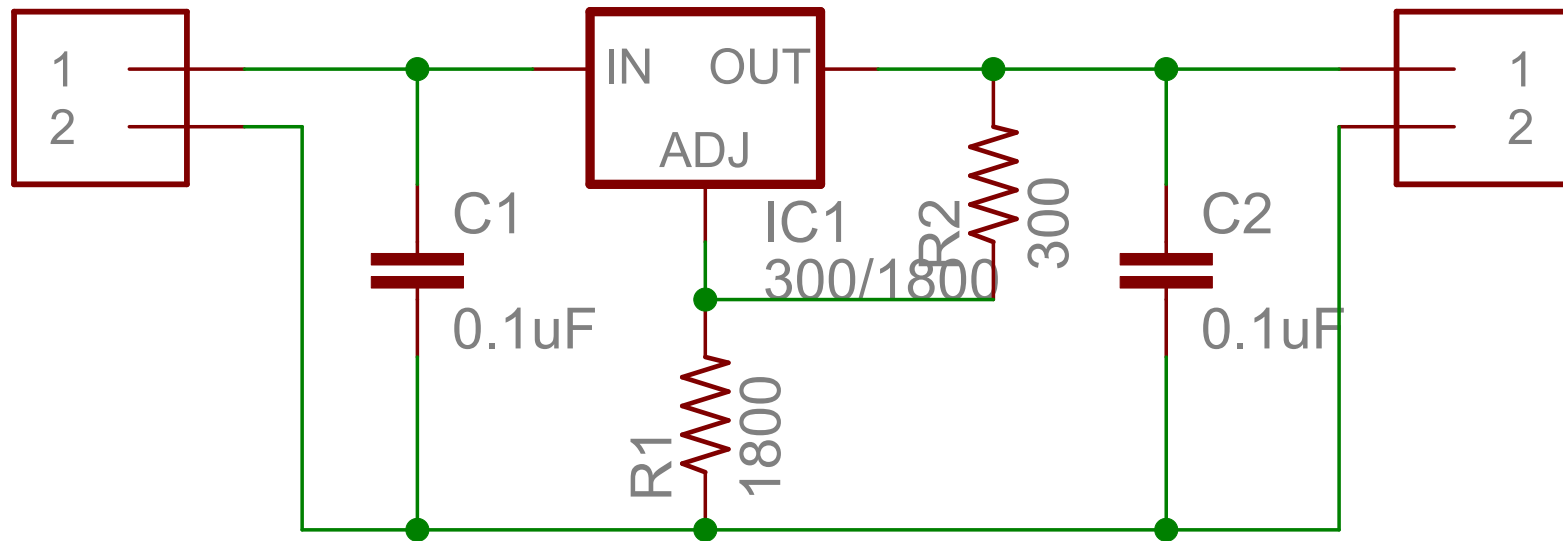 1
2
IN OUT
ADJ
1
2
C1
0.1uF
IC1
300/1800
R2
300
C2
0.1uF
R1
1800